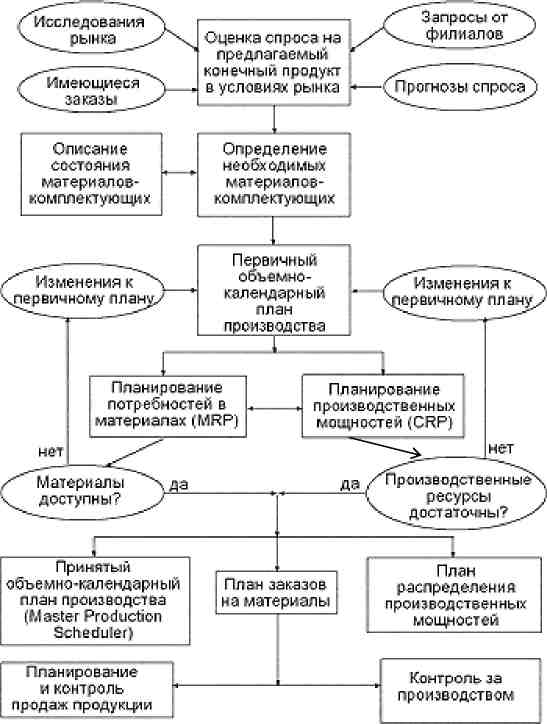 Исследования
рынка
Запросы от
филиалов
Оценка спроса на
предлагаемый
конечный продукт
в условиях рынка
Имеющиеся
заказы
Прогнозы спроса
Описание
состояния
материалов-
комплектующих
Определение
необходимых
материалов-
комплектующих
Первичный
объемно-
календарный
план
производства
Изменения к
первичному плану
Изменения к
первичному плану
Планирование
потребностей в
материалах (MRP)
Планирование
производственных
мощностей (CRP)
нет
нет
Материалы
доступны?
да
да
Производственные
ресурсы
достаточны?
Принятый
объемно-календарный
план производства
(Master Production
Scheduler)
План заказов
на материалы
План
распределения
производственных
мощностей
Планирование
и контроль
продаж продукции
Контроль за
производством